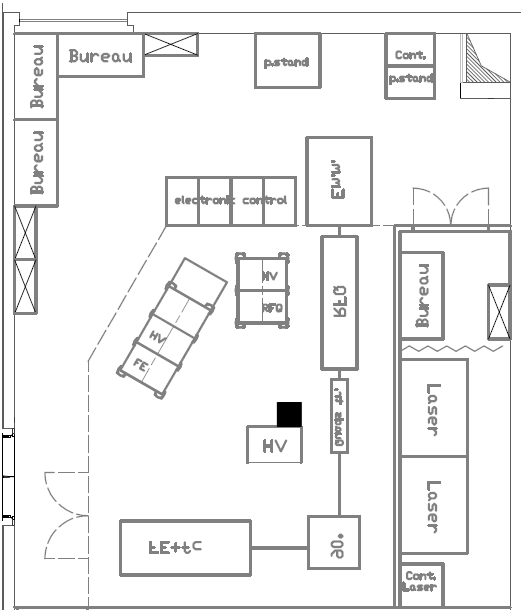 Bureau
Bureau
p.stand
Cont.
p.stand
Bureau
electronic control
HV
RFQ
RFQ
Bureau
HV
FE
Laser
HV
Laser
90°
Cont.
Laser